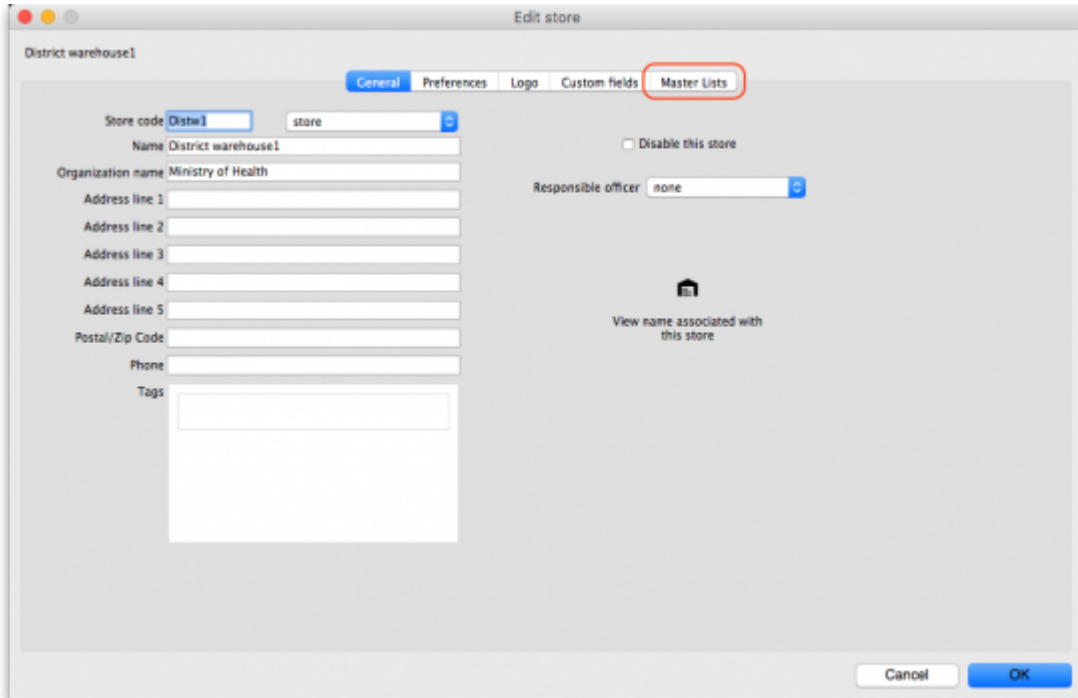 Edit store
District warehouse1
General Preferences Logo Custom fields Master Lists
Store code Distw1 store
Name District warehouse1
Organization name Ministry of Health
Address line 1
Address line 2
Address line 3
Address line 4
Address line 5
Postal/Zip Code
Phone
Tags
Disable this store
Responsible officer none
View name associated with
this store
Cancel OK